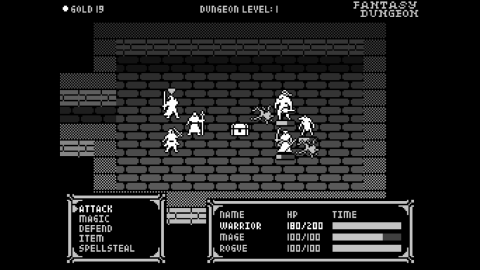 GOLD 19
DUNGEON LEVEL: 1
FANTASY
DUNGEON
ATTACK
MAGIC
DEFEND
ITEM
SPELLSTEAL
NAME HP TIME
WARRIOR 180/200
MAGE 100/100
ROGUE 100/100